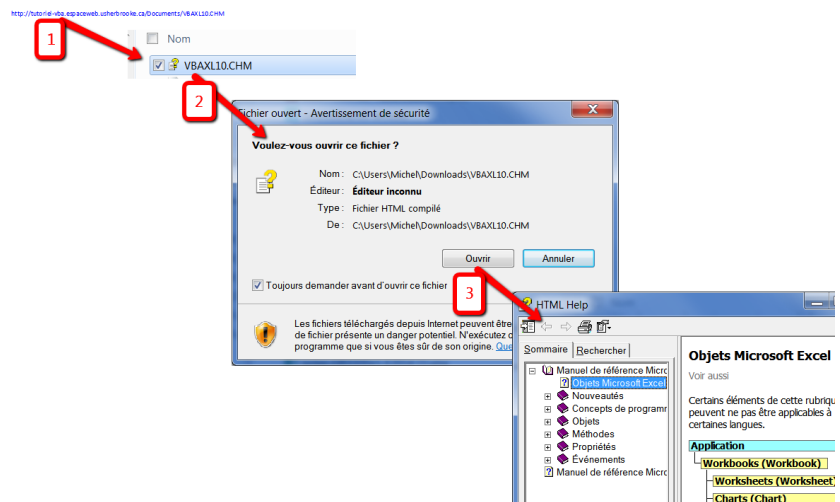 http://tutoriel-vba.espaceweb.usherbrooke.ca/Documents/VBAXL10.CHM
1
Nom
VBAXL10.CHM
2
Fichier ouvert - Avertissement de sécurité
Voulez-vous ouvrir ce fichier ?
Nom : C:\Users\Michel\Downloads\VBAXL10.CHM
Éditeur : Éditeur inconnu
Type : Fichier HTML compilé
De : C:\Users\Michel\Downloads\VBAXL10.CHM
Ouvrir Annuler
Toujours demander avant d'ouvrir ce fichier
3
Les fichiers téléchargés depuis Internet peuvent être
de fichier présente un danger potentiel. N'exécutez
programme que si vous êtes sûr de son origine. Que
HTML Help
Sommaire Rechercher
Manuel de référence Micro
Objets Microsoft Excel
Nouveautés
Concepts de programm
Objets
Méthodes
Propriétés
Événements
Manuel de référence Micro
Objets Microsoft Excel
Voir aussi
Certains éléments de cette rubrique
peuvent ne pas être applicables à
certaines langues.
Application
Workbooks (Workbook)
Worksheets (Worksheet)
Charts (Chart)